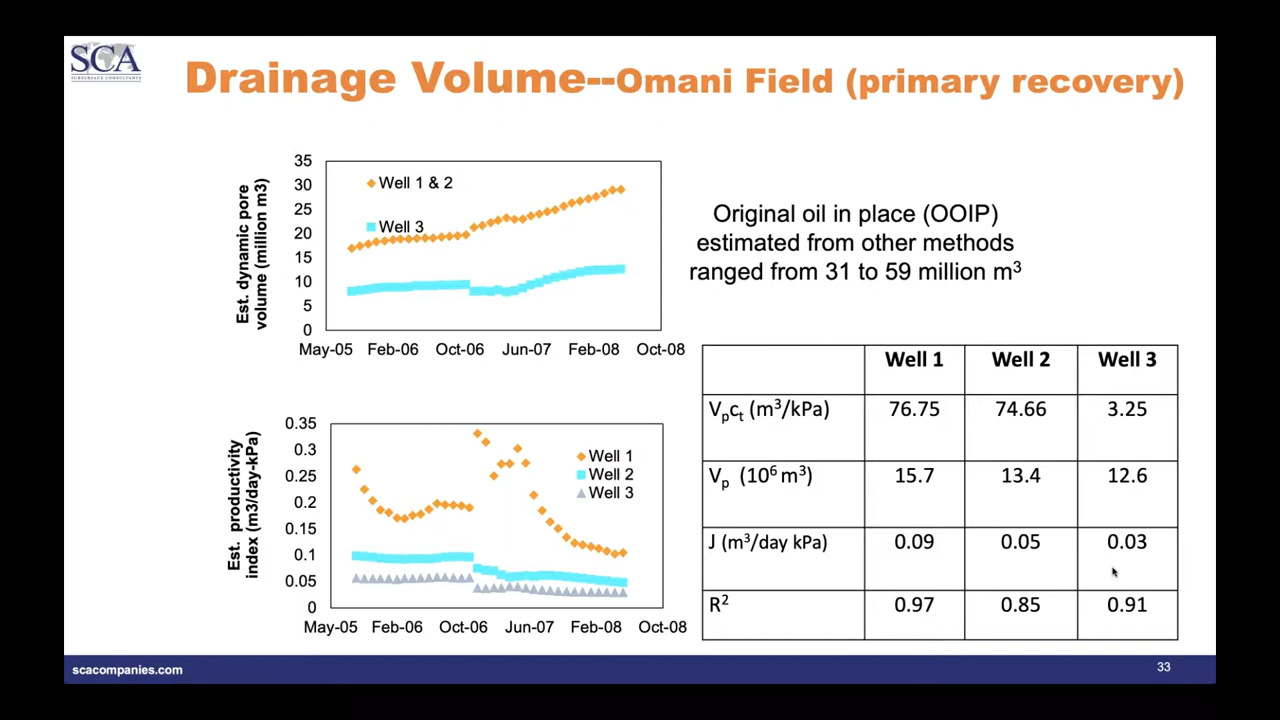 SCA
SUBSURFACE CONSULTANTS
Drainage Volume--Omani Field (primary recovery)
Est. dynamic pore
volume (million m3)
35
30
25
20
15
10
5
0
Well 1 & 2
Well 3
May-05 Feb-06 Oct-06 Jun-07 Feb-08 Oct-08
Original oil in place (OOIP)
estimated from other methods
ranged from 31 to 59 million m³
Est. productivity
index (m3/day-kPa)
0.35
0.3
0.25
0.2
0.15
0.1
0.05
0
Well 1
Well 2
Well 3
May-05 Feb-06 Oct-06 Jun-07 Feb-08 Oct-08
Well 1 Well 2 Well 3
Vpct (m³/kPa) 76.75 74.66 3.25
Vp (10⁶ m³) 15.7 13.4 12.6
J (m³/day kPa) 0.09 0.05 0.03
R² 0.97 0.85 0.91
scacompanies.com
33